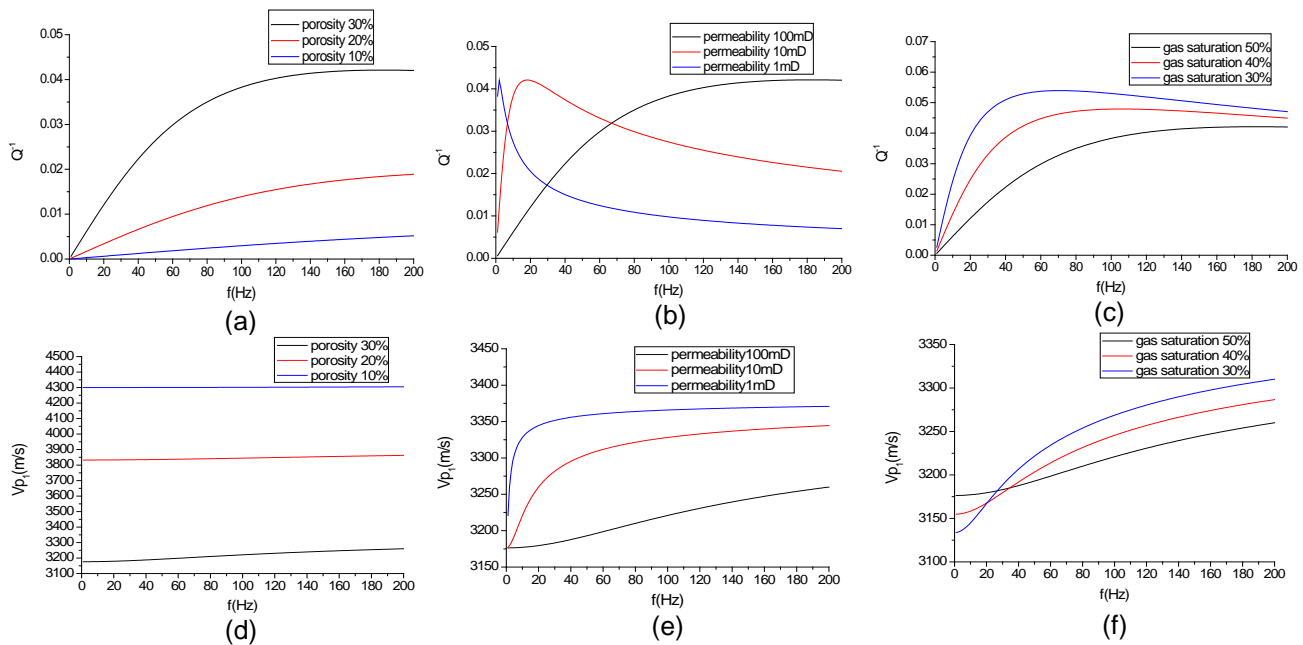 porosity 30%
porosity 20%
porosity 10%
0.05
0.04
0.03
0.02
0.01
0.00
Q⁻¹
0 20 40 60 80 100 120 140 160 180 200
f(Hz)
(a)
permeability 100mD
permeability 10mD
permeability 1mD
0.05
0.04
0.03
0.02
0.01
0.00
Q⁻¹
0 20 40 60 80 100 120 140 160 180 200
f(Hz)
(b)
gas saturation 50%
gas saturation 40%
gas saturation 30%
0.07
0.06
0.05
0.04
0.03
0.02
0.01
0.00
Q⁻¹
0 20 40 60 80 100 120 140 160 180 200
f(Hz)
(c)
porosity 30%
porosity 20%
porosity 10%
4500
4400
4300
4200
4100
4000
3900
3800
3700
3600
3500
3400
3300
3200
3100
Vp₁(m/s)
0 20 40 60 80 100 120 140 160 180 200
f(Hz)
(d)
permeability100mD
permeability10mD
permeability1mD
3450
3400
3350
3300
3250
3200
3150
Vp₁(m/s)
0 20 40 60 80 100 120 140 160 180 200
f(Hz)
(e)
gas saturation 50%
gas saturation 40%
gas saturation 30%
3350
3300
3250
3200
3150
3100
Vp₁(m/s)
0 20 40 60 80 100 120 140 160 180 200
f(Hz)
(f)